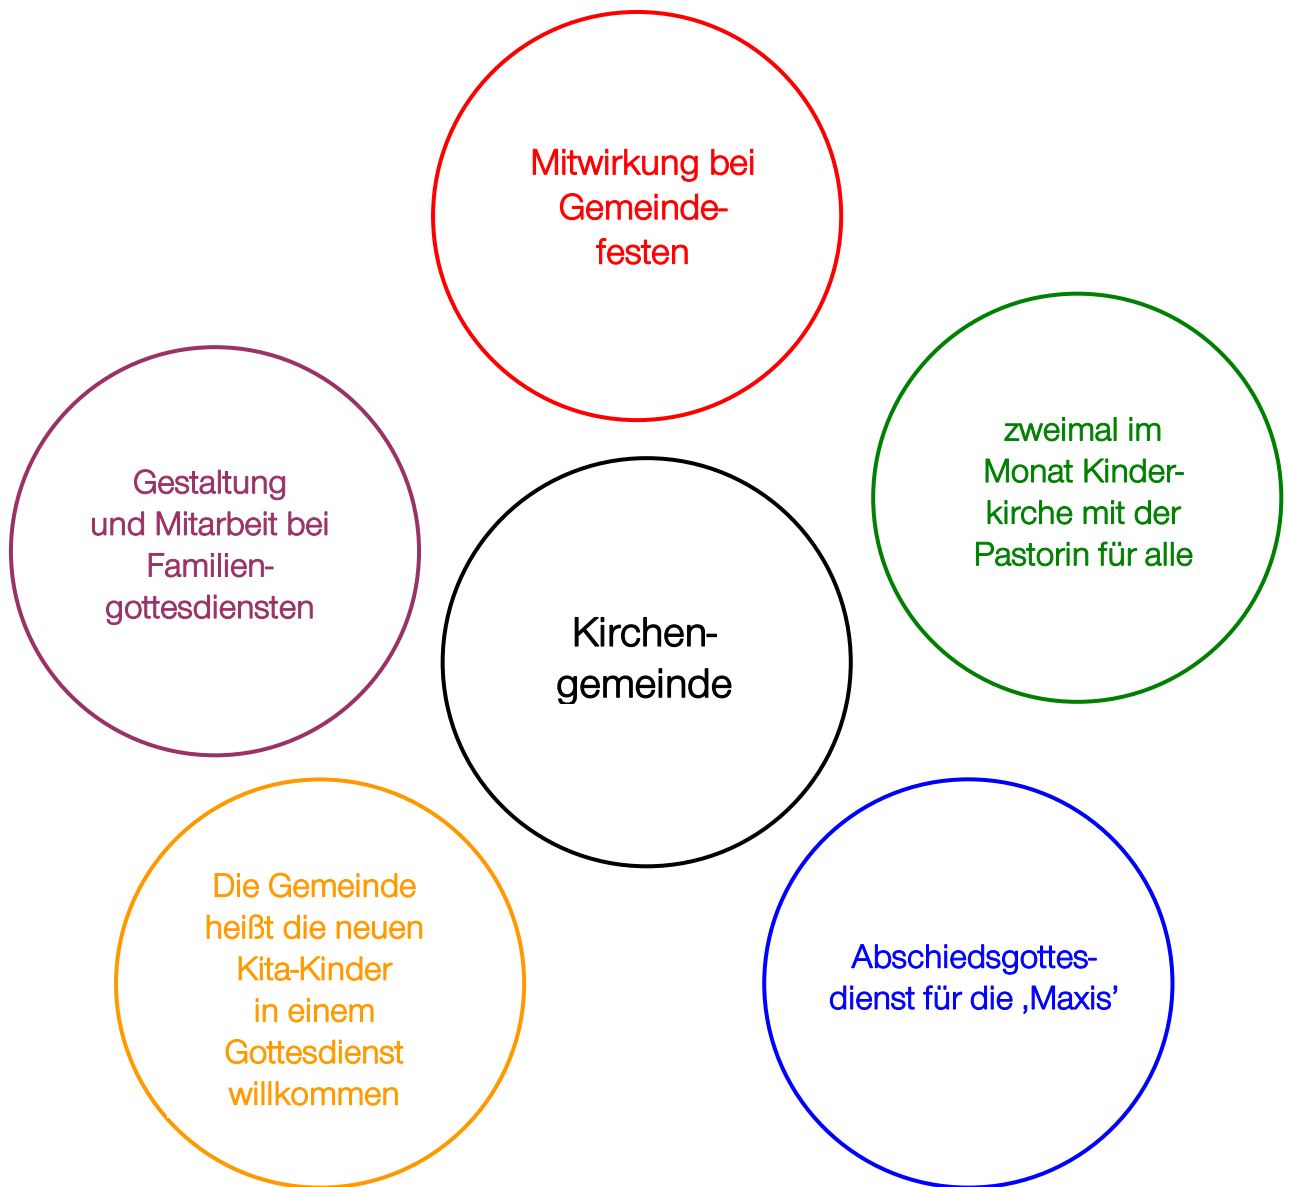 Mitwirkung bei
Gemeinde-
festen
zweimal im
Monat Kinder-
kirche mit der
Pastorin für alle
Gestaltung
und Mitarbeit bei
Familien-
gottesdiensten
Kirchen-
gemeinde
Die Gemeinde
heißt die neuen
Kita-Kinder
in einem
Gottesdienst
willkommen
Abschiedsgottes-
dienst für die ‚Maxis’